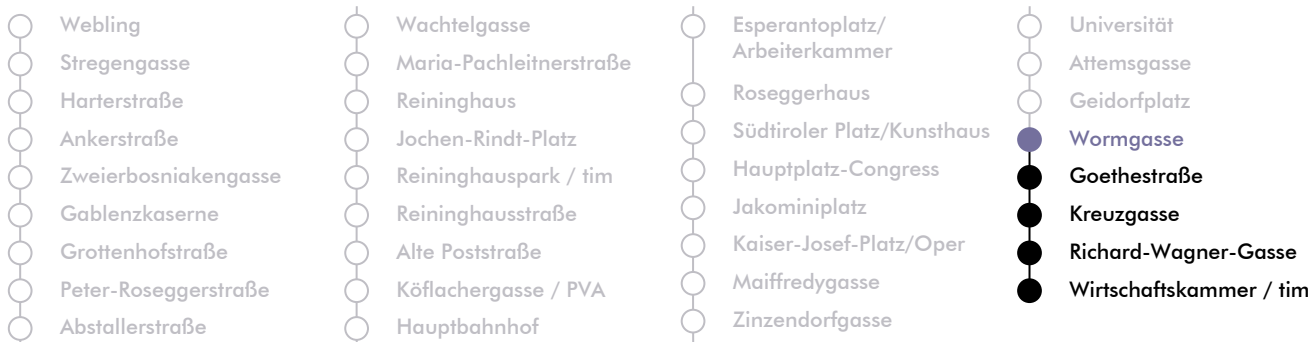 Webling
Stregengasse
Harterstraße
Ankerstraße
Zweierbosniakengasse
Gablenzkaserne
Grottenhofstraße
Peter-Roseggerstraße
Abstallerstraße
Wachtelgasse
Maria-Pachleitnerstraße
Reininghaus
Jochen-Rindt-Platz
Reininghauspark / tim
Reininghausstraße
Alte Poststraße
Köflachergasse / PVA
Hauptbahnhof
Esperantoplatz/
Arbeiterkammer
Roseggerhaus
Südtiroler Platz/Kunsthaus
Hauptplatz-Congress
Jakominiplatz
Kaiser-Josef-Platz/Oper
Maiffredygasse
Zinzendorfgasse
Universität
Attemsgasse
Geidorfplatz
Wormgasse
Goethestraße
Kreuzgasse
Richard-Wagner-Gasse
Wirtschaftskammer / tim